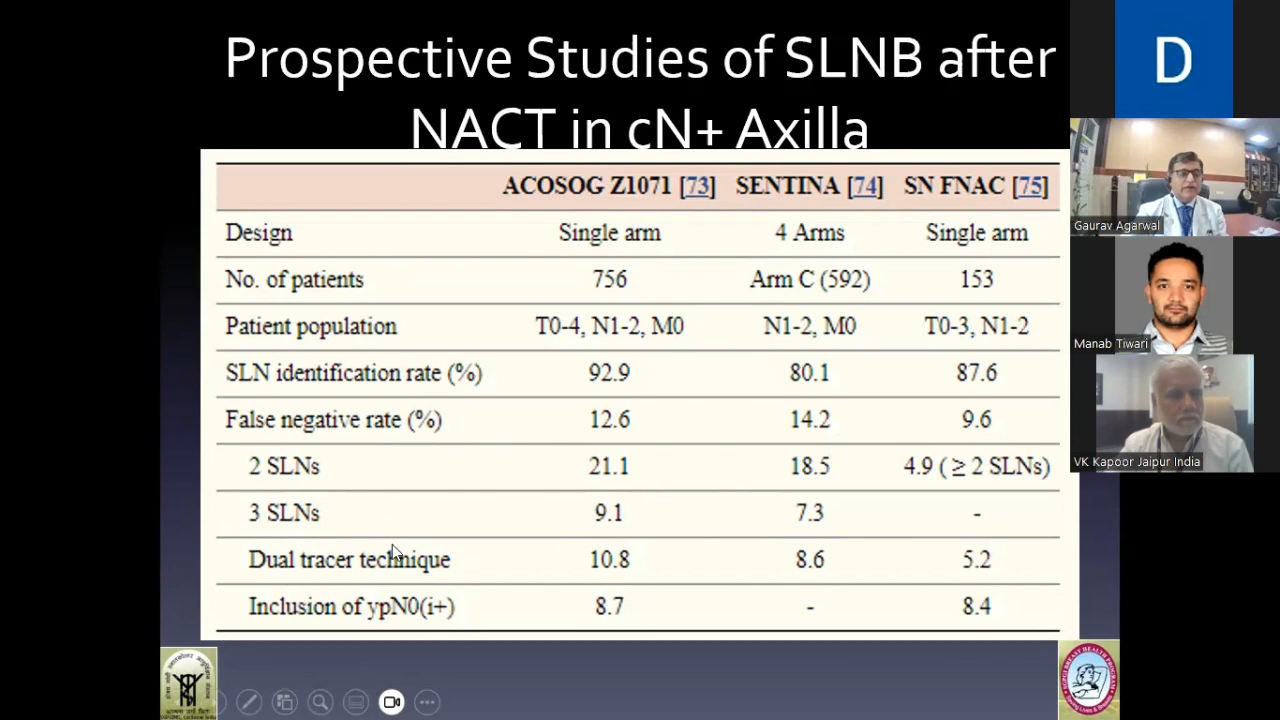 Prospective Studies of SLNB after
NACT in cN+ Axilla
ACOSOG Z1071 [73] SENTINA [74] SN FNAC [75]
Design Single arm 4 Arms Single arm
No. of patients 756 Arm C (592) 153
Patient population T0-4, N1-2, M0 N1-2, M0 T0-3, N1-2
SLN identification rate (%) 92.9 80.1 87.6
False negative rate (%) 12.6 14.2 9.6
2 SLNs 21.1 18.5 4.9 ( ≥ 2 SLNs)
3 SLNs 9.1 7.3 -
Dual tracer technique 10.8 8.6 5.2
Inclusion of ypN0(i+) 8.7 - 8.4
D
Gaurav Agarwal
Manab Tiwari
VK Kapoor Jaipur India